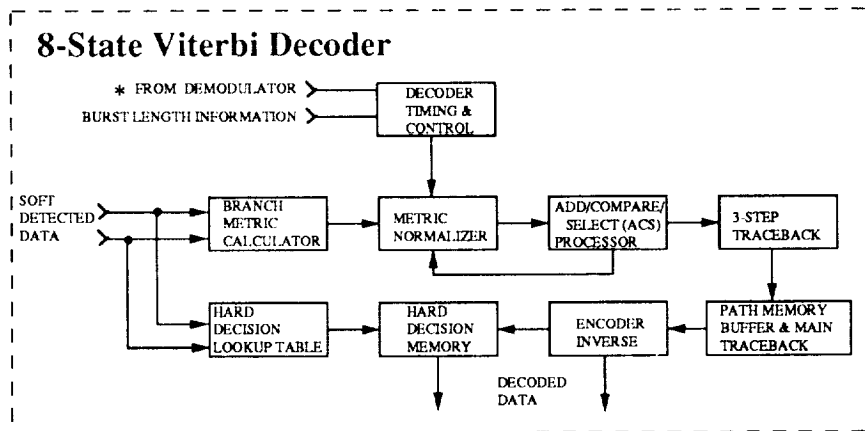 8-State Viterbi Decoder
* FROM DEMODULATOR
BURST LENGTH INFORMATION
DECODER
TIMING &
CONTROL
SOFT
DETECTED
DATA
BRANCH
METRIC
CALCULATOR
METRIC
NORMALIZER
ADD/COMPARE/
SELECT (ACS)
PROCESSOR
3-STEP
TRACEBACK
HARD
DECISION
LOOKUP TABLE
HARD
DECISION
MEMORY
ENCODER
INVERSE
PATH MEMORY
BUFFER & MAIN
TRACEBACK
DECODED
DATA